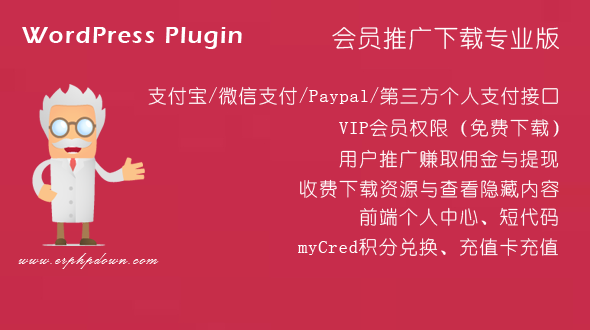 WordPress Plugin
会员推广下载专业版
支付宝/微信支付/Paypal/第三方个人支付接口
VIP会员权限（免费下载）
用户推广赚取佣金与提现
收费下载资源与查看隐藏内容
前端个人中心、短代码
myCred积分兑换、充值卡充值
www.erphpdown.com